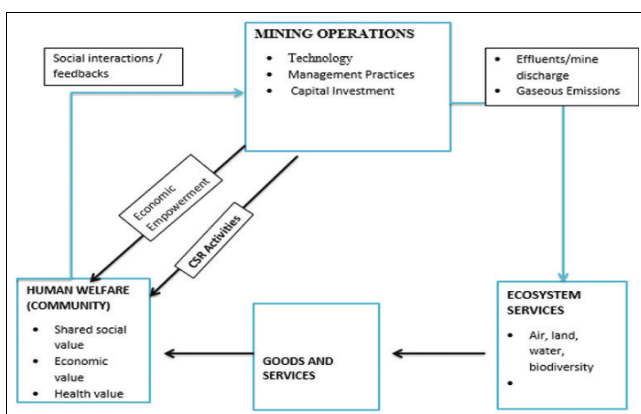 MINING OPERATIONS
• Technology
• Management Practices
• Capital Investment
Social interactions /
feedbacks
• Effluents/mine
discharge
• Gaseous Emissions
Economic
Empowerment
CSR Activities
HUMAN WELFARE
(COMMUNITY)
• Shared social
value
• Economic
value
• Health value
GOODS AND
SERVICES
ECOSYSTEM
SERVICES
• Air, land,
water,
biodiversity
•